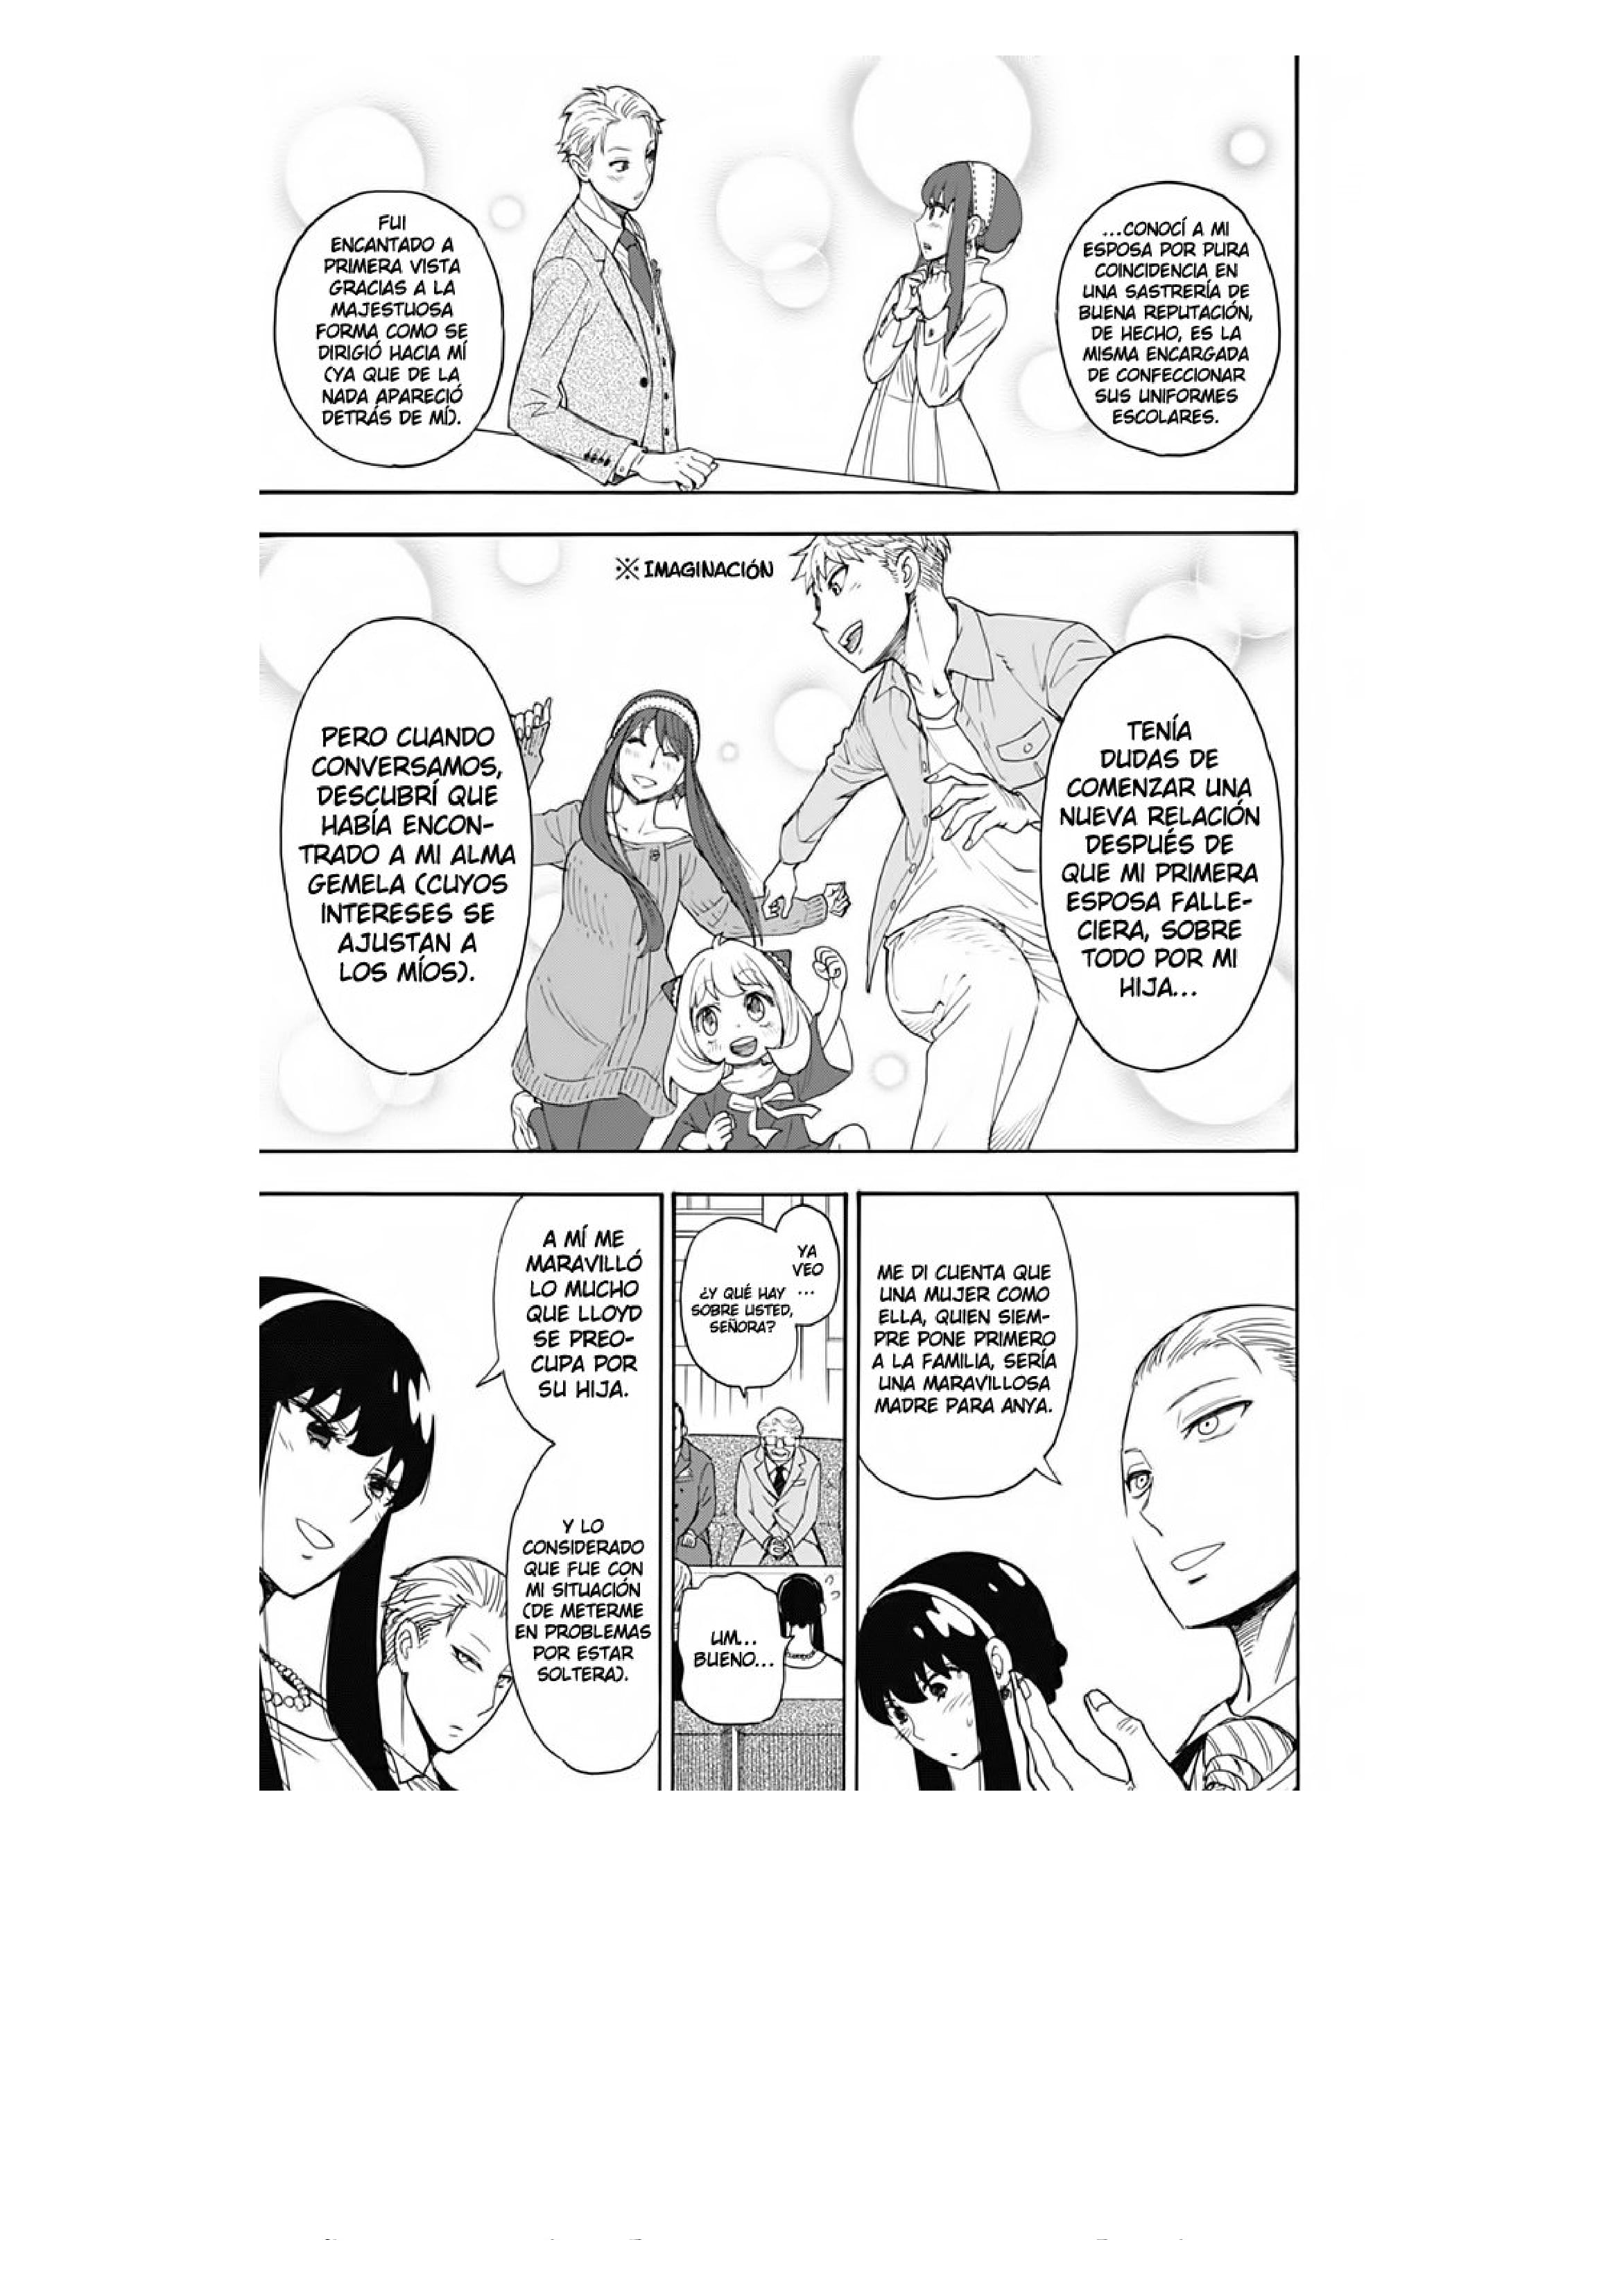 ...CONOCÍ A MI
ESPOSA POR PURA
COINCIDENCIA EN
UNA SASTRERÍA DE
BUENA REPUTACIÓN,
DE HECHO, ES LA
MISMA ENCARGADA
DE CONFECCIONAR
SUS UNIFORMES
ESCOLARES.
FUI
ENCANTADO A
PRIMERA VISTA
GRACIAS A LA
MAJESTUOSA
FORMA COMO SE
DIRIGIÓ HACIA MÍ
(YA QUE DE LA
NADA APARECIÓ
DETRÁS DE MÍ).
※IMAGINACIÓN
TENÍA
DUDAS DE
COMENZAR UNA
NUEVA RELACIÓN
DESPUÉS DE
QUE MI PRIMERA
ESPOSA FALLE-
CIERA, SOBRE
TODO POR MI
HIJA...
PERO CUANDO
CONVERSAMOS,
DESCUBRÍ QUE
HABÍA ENCON-
TRADO A MI ALMA
GEMELA (CUYOS
INTERESES SE
AJUSTAN A
LOS MÍOS).
ME DI CUENTA QUE
UNA MUJER COMO
ELLA, QUIEN SIEM-
PRE PONE PRIMERO
A LA FAMILIA, SERÍA
UNA MARAVILLOSA
MADRE PARA ANYA.
YA
VEO
...
¿Y QUÉ HAY
SOBRE USTED,
SEÑORA?
UM...
BUENO...
A MÍ ME
MARAVILLÓ
LO MUCHO
QUE LLOYD
SE PREO-
CUPA POR
SU HIJA.
Y LO
CONSIDERADO
QUE FUE CON
MI SITUACIÓN
(DE METERME
EN PROBLEMAS
POR ESTAR
SOLTERA).